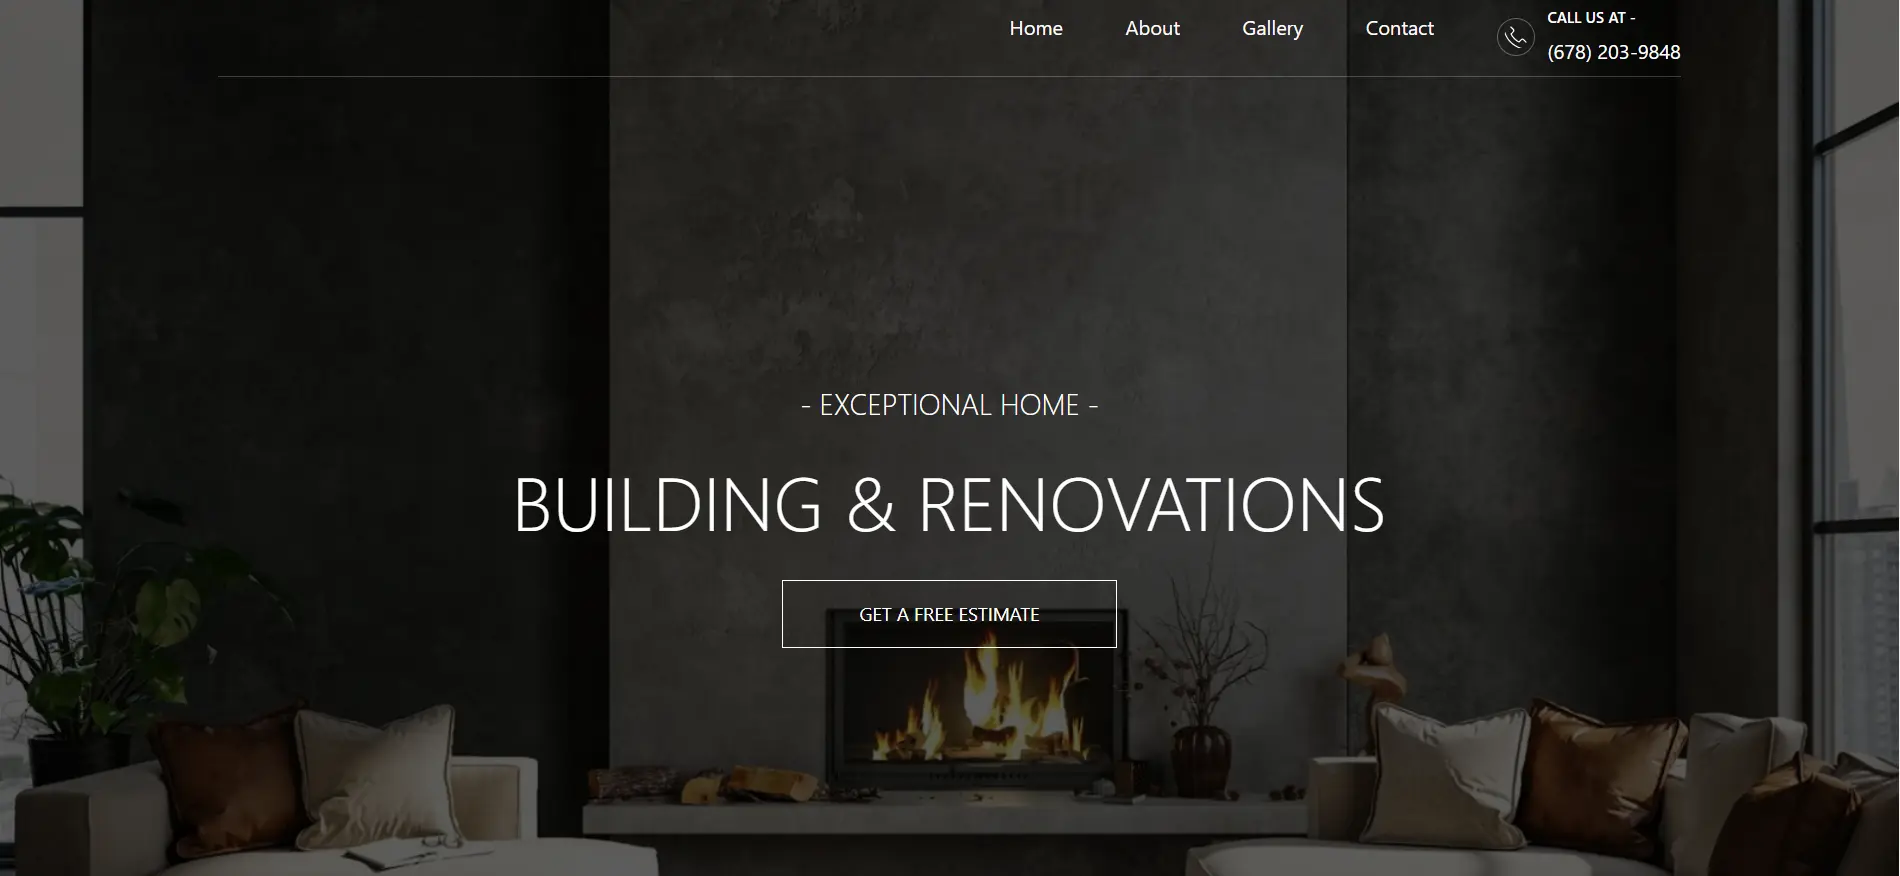 Home
About
Gallery
Contact
CALL US AT -
(678) 203-9848
- EXCEPTIONAL HOME -
BUILDING & RENOVATIONS
GET A FREE ESTIMATE